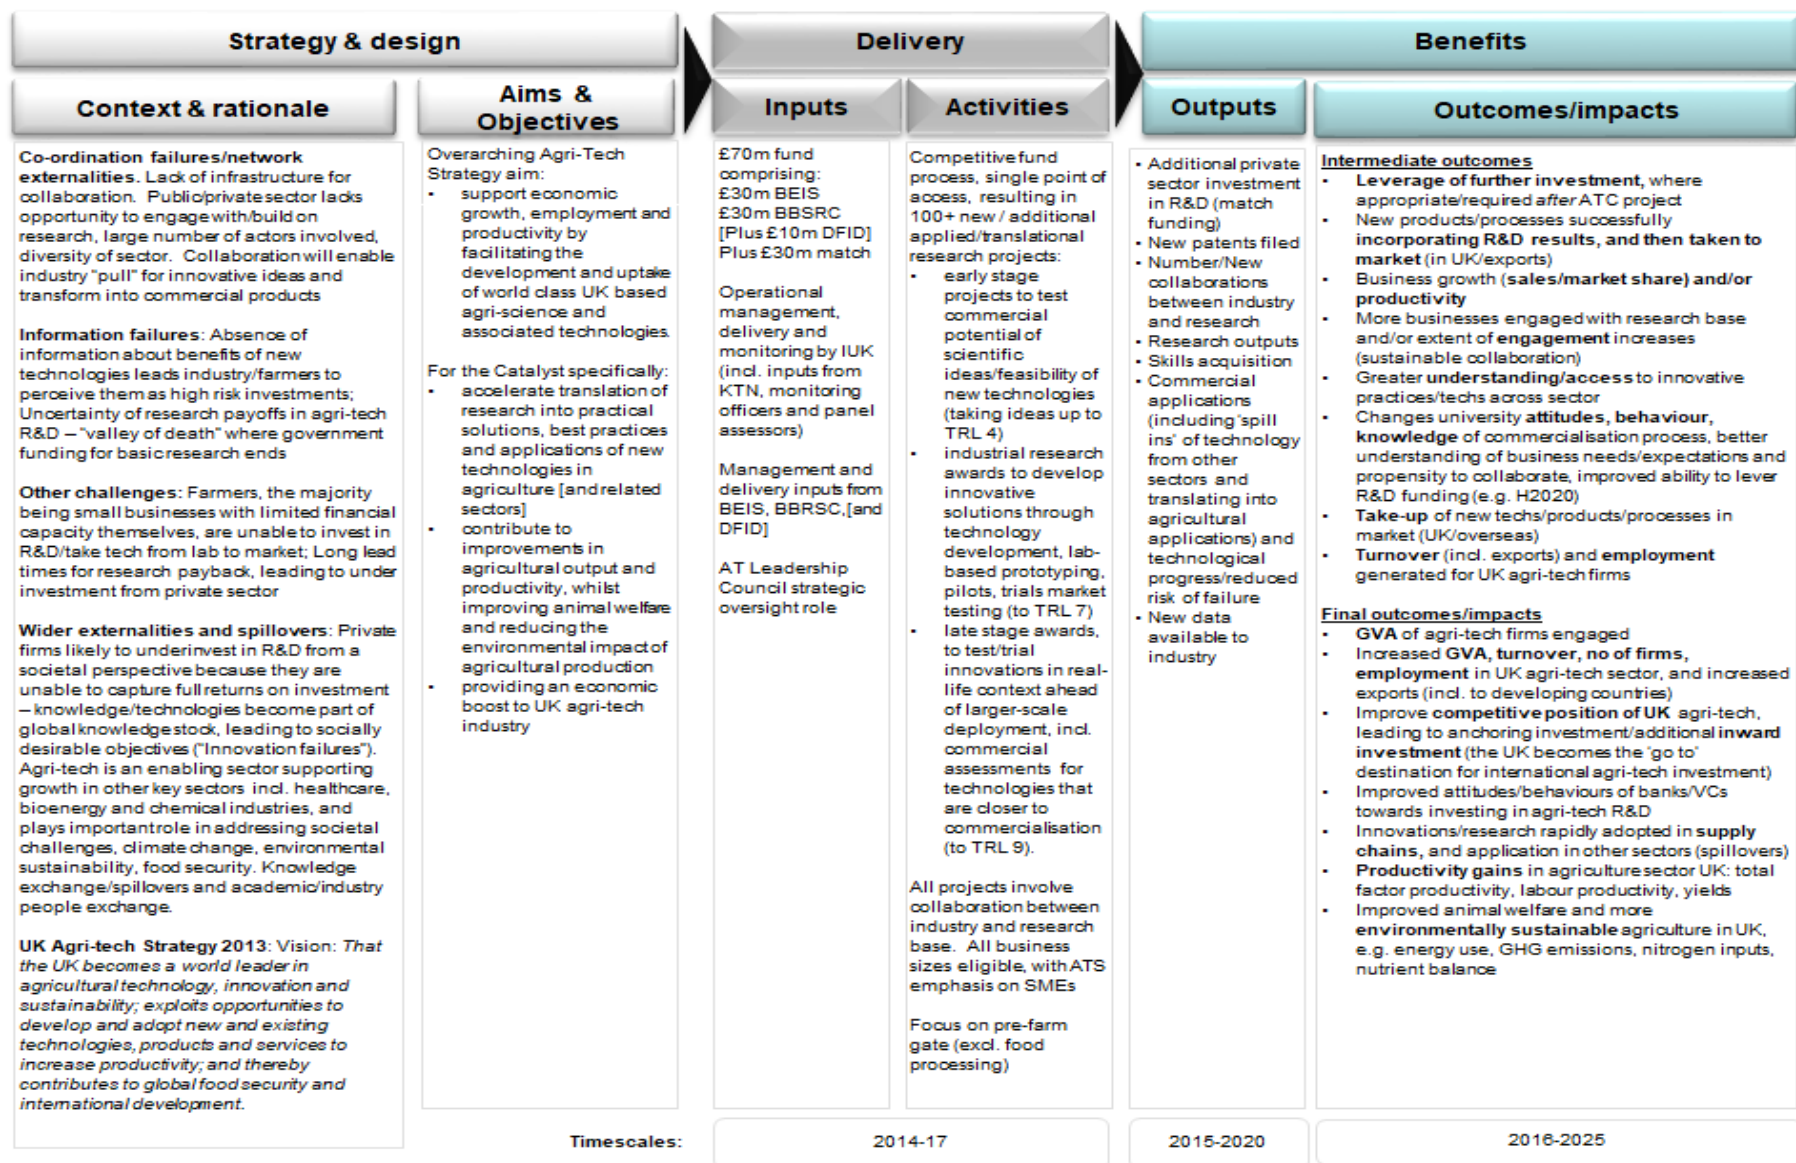 Strategy & design
Delivery
Benefits
Context & rationale
Aims &
Objectives
Inputs
Activities
Outputs
Outcomes/impacts
Co-ordination failures/network
externalities. Lack of infrastructure for
collaboration. Public/private sector lacks
opportunity to engage with/build on
research, large number of actors involved,
diversity of sector. Collaboration will enable
industry "pull" for innovative ideas and
transform into commercial products
Information failures: Absence of
information about benefits of new
technologies leads industry/farmers to
perceive them as high risk investments;
Uncertainty of research payoffs in agri-tech
R&D – "valley of death" where government
funding for basic research ends
Other challenges: Farmers, the majority
being small businesses with limited financial
capacity themselves, are unable to invest in
R&D/take tech from lab to market; Long lead
times for research payback, leading to under
investment from private sector
Wider externalities and spillovers: Private
firms likely to underinvest in R&D from a
societal perspective because they are
unable to capture full returns on investment
– knowledge/technologies become part of
global knowledge stock, leading to socially
desirable objectives ("Innovation failures").
Agri-tech is an enabling sector supporting
growth in other key sectors incl. healthcare,
bioenergy and chemical industries, and
plays important role in addressing societal
challenges, climate change, environmental
sustainability, food security. Knowledge
exchange/spillovers and academic/industry
people exchange.
UK Agri-tech Strategy 2013: Vision: That
the UK becomes a world leader in
agricultural technology, innovation and
sustainability; exploits opportunities to
develop and adopt new and existing
technologies, products and services to
increase productivity; and thereby
contributes to global food security and
international development.
Overarching Agri-Tech
Strategy aim:
▪ support economic
growth, employment and
productivity by
facilitating the
development and uptake
of world class UK based
agri-science and
associated technologies.
For the Catalyst specifically:
▪ accelerate translation of
research into practical
solutions, best practices
and applications of new
technologies in
agriculture [and related
sectors]
▪ contribute to
improvements in
agricultural output and
productivity, whilst
improving animal welfare
and reducing the
environmental impact of
agricultural production
▪ providing an economic
boost to UK agri-tech
industry
£70m fund
comprising:
£30m BEIS
£30m BBSRC
[Plus £10m DFID]
Plus £30m match
Operational
management,
delivery and
monitoring by IUK
(incl. inputs from
KTN, monitoring
officers and panel
assessors)
Management and
delivery inputs from
BEIS, BBRSC,[and
DFID]
AT Leadership
Council strategic
oversight role
Competitive fund
process, single point of
access, resulting in
100+ new / additional
applied/translational
research projects:
▪ early stage
projects to test
commercial
potential of
scientific
ideas/feasibility of
new technologies
(taking ideas up to
TRL 4)
▪ industrial research
awards to develop
innovative
solutions through
technology
development, lab-
based prototyping,
pilots, trials market
testing (to TRL 7)
▪ late stage awards,
to test/trial
innovations in real-
life context ahead
of larger-scale
deployment, incl.
commercial
assessments for
technologies that
are closer to
commercialisation
(to TRL 9).
All projects involve
collaboration between
industry and research
base. All business
sizes eligible, with ATS
emphasis on SMEs
Focus on pre-farm
gate (excl. food
processing)
▪ Additional private
sector investment
in R&D (match
funding)
▪ New patents filed
▪ Number/New
collaborations
between industry
and research
▪ Research outputs
▪ Skills acquisition
▪ Commercial
applications
(including 'spill
ins' of technology
from other
sectors and
translating into
agricultural
applications) and
technological
progress/reduced
risk of failure
▪ New data
available to
industry
Intermediate outcomes
▪ Leverage of further investment, where
appropriate/required after ATC project
▪ New products/processes successfully
incorporating R&D results, and then taken to
market (in UK/exports)
▪ Business growth (sales/market share) and/or
productivity
▪ More businesses engaged with research base
and/or extent of engagement increases
(sustainable collaboration)
▪ Greater understanding/access to innovative
practices/techs across sector
▪ Changes university attitudes, behaviour,
knowledge of commercialisation process, better
understanding of business needs/expectations and
propensity to collaborate, improved ability to lever
R&D funding (e.g. H2020)
▪ Take-up of new techs/products/processes in
market (UK/overseas)
▪ Turnover (incl. exports) and employment
generated for UK agri-tech firms
Final outcomes/impacts
▪ GVA of agri-tech firms engaged
▪ Increased GVA, turnover, no of firms,
employment in UK agri-tech sector, and increased
exports (incl. to developing countries)
▪ Improve competitive position of UK agri-tech,
leading to anchoring investment/additional inward
investment (the UK becomes the 'go to'
destination for international agri-tech investment)
▪ Improved attitudes/behaviours of banks/VCs
towards investing in agri-tech R&D
▪ Innovations/research rapidly adopted in supply
chains, and application in other sectors (spillovers)
▪ Productivity gains in agriculture sector UK: total
factor productivity, labour productivity, yields
▪ Improved animal welfare and more
environmentally sustainable agriculture in UK,
e.g. energy use, GHG emissions, nitrogen inputs,
nutrient balance
Timescales:
2014-17
2015-2020
2016-2025